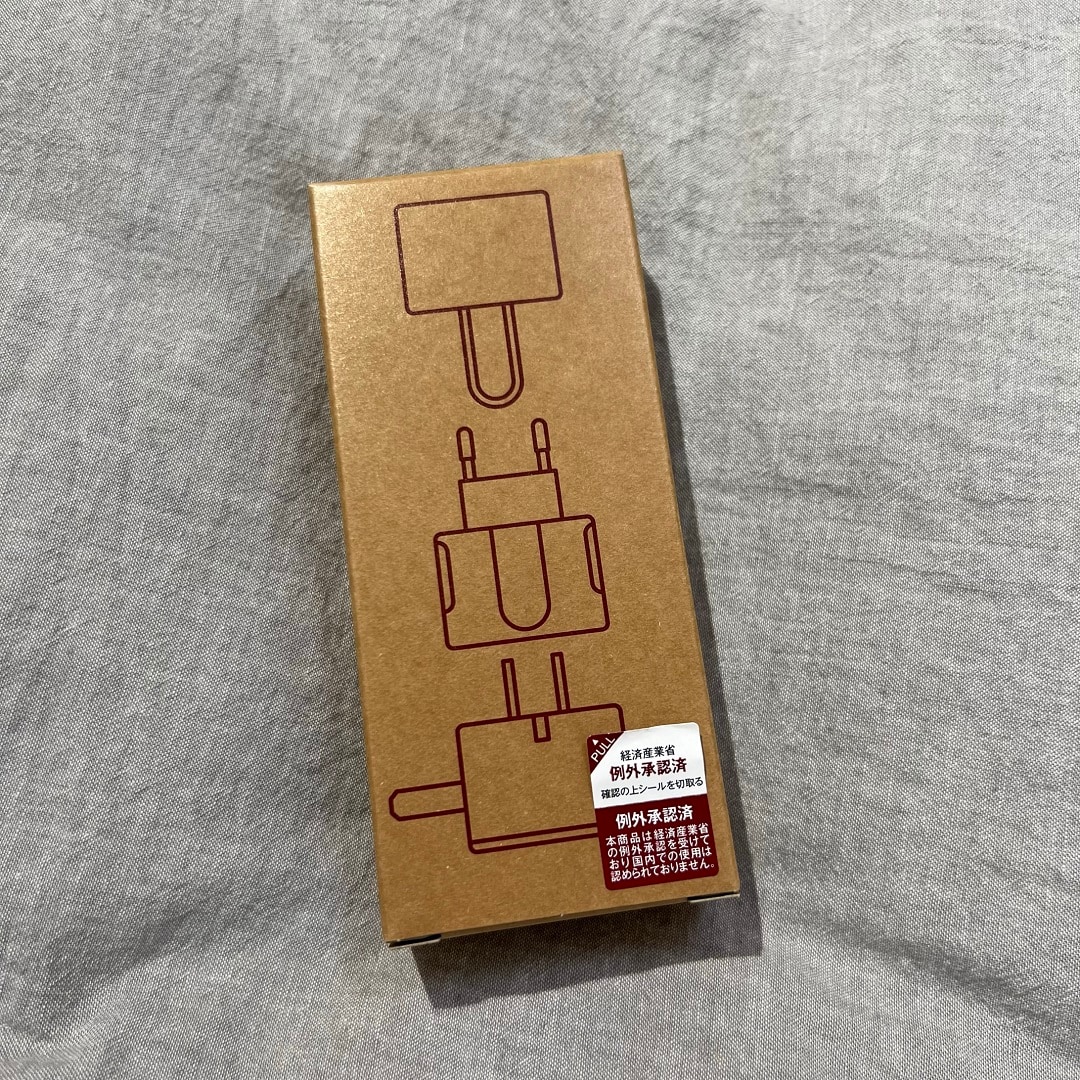 PULL
経済産業省
例外承認済
確認の上シールを切取る
例外承認済
本商品は経済産業省
の例外承認を受けて
おり国内での使用は
認められておりません。